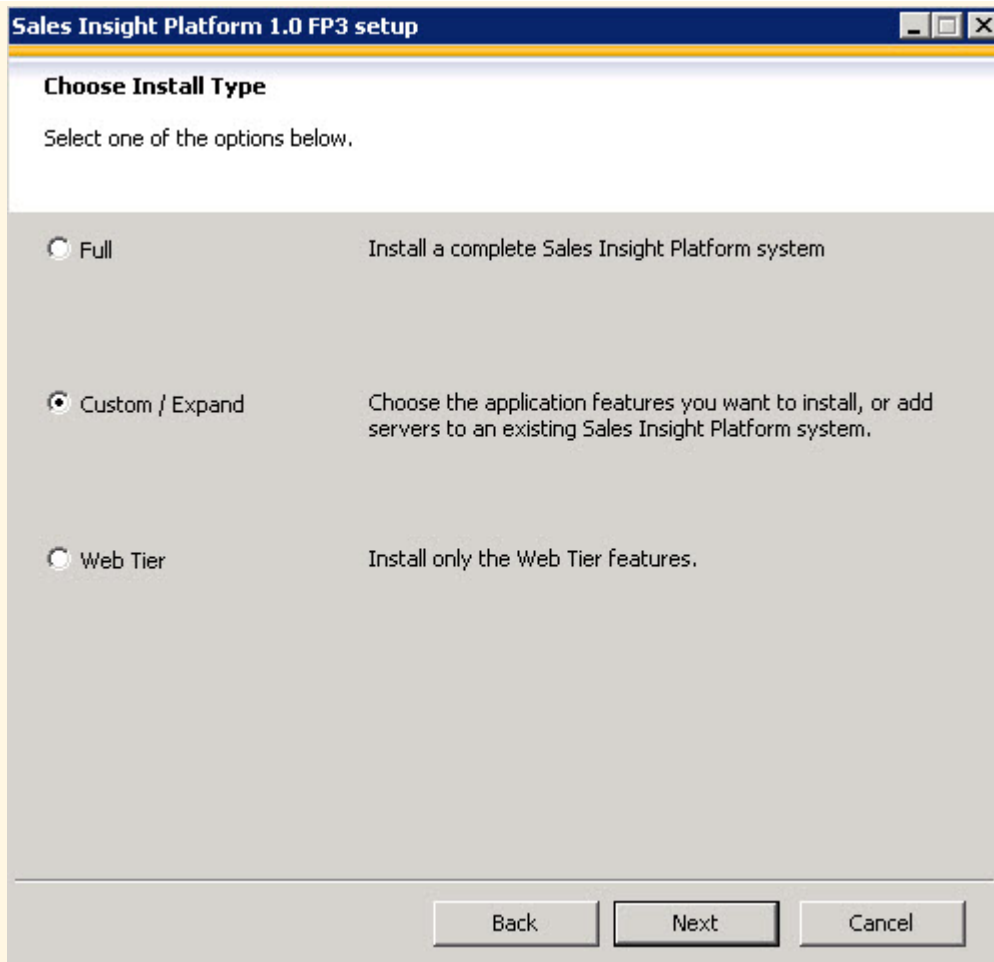 Sales Insight Platform 1.0 FP3 setup
Choose Install Type
Select one of the options below.
Full
Install a complete Sales Insight Platform system
Custom / Expand
Choose the application features you want to install, or add
servers to an existing Sales Insight Platform system.
Web Tier
Install only the Web Tier features.
Back
Next
Cancel